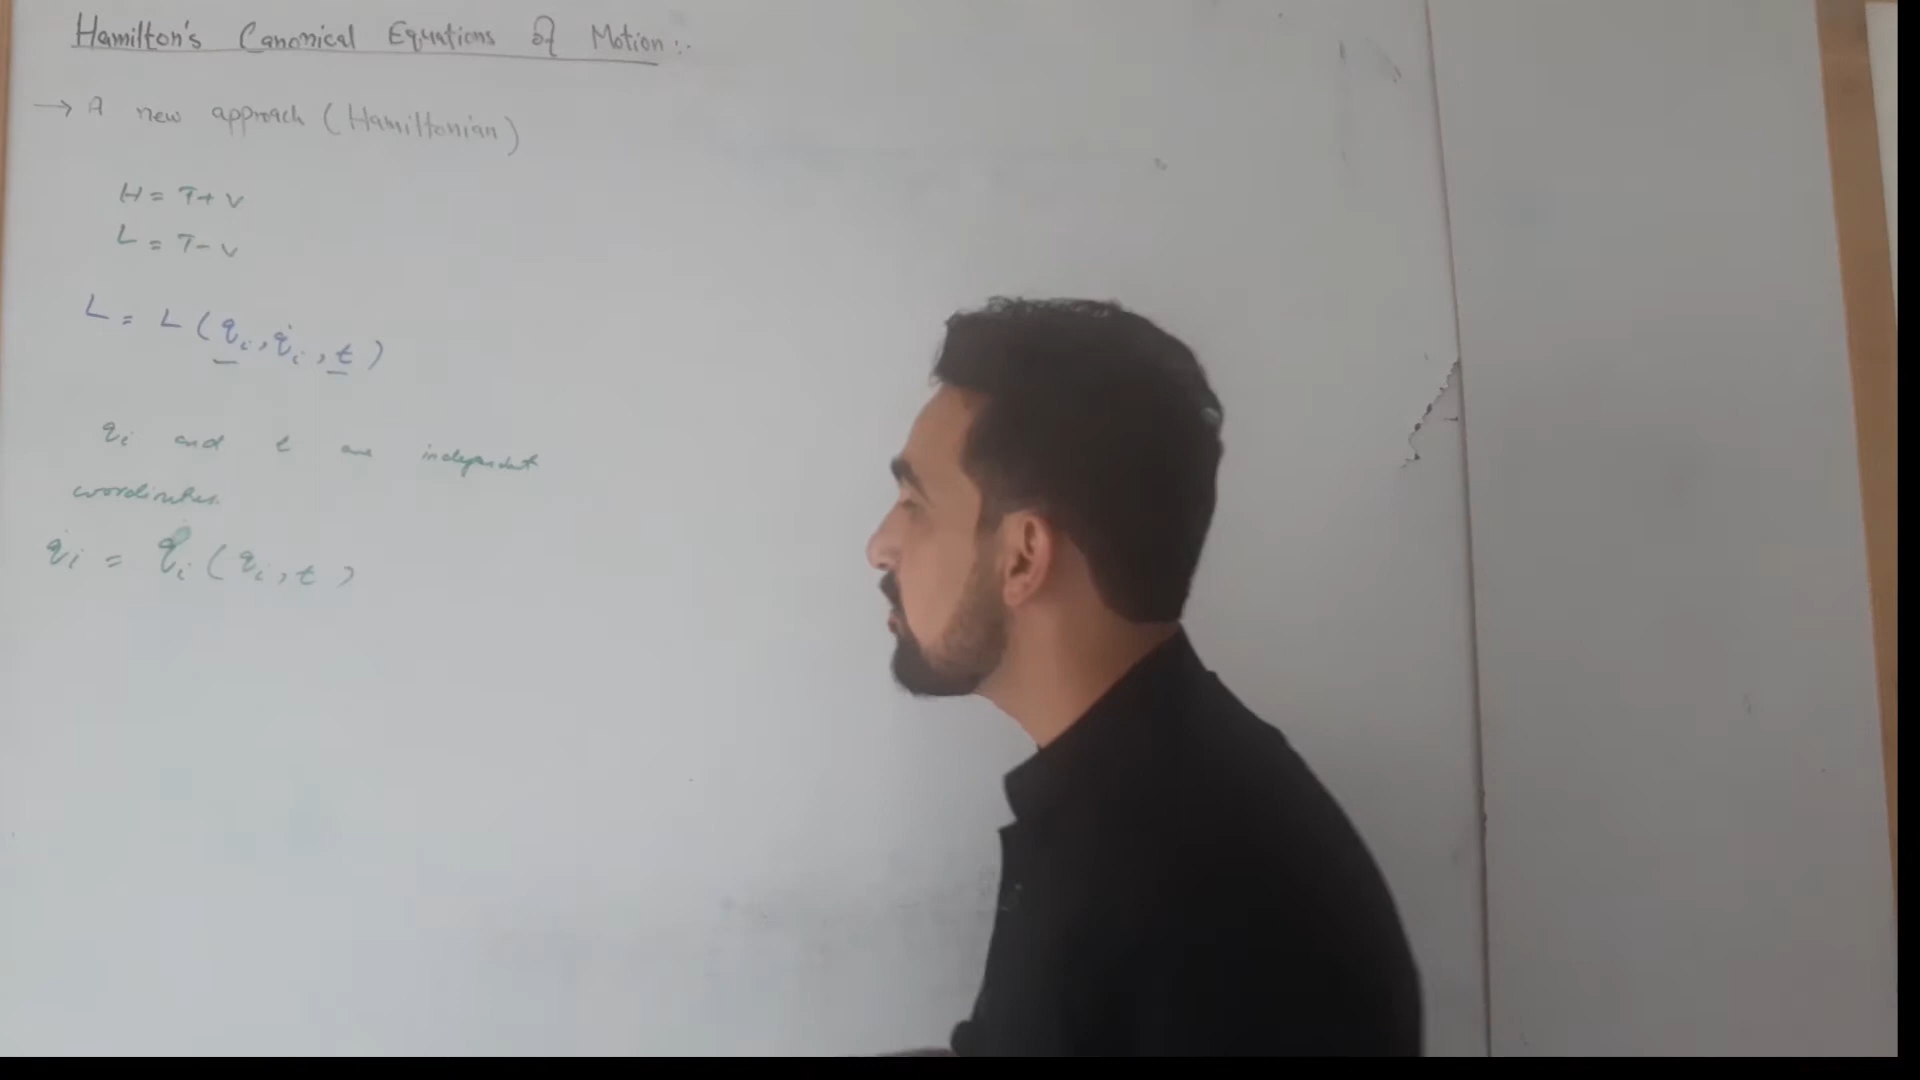 Hamilton's Canonical Equations of Motion :-
→ A new approach (Hamiltonian)
H = T + V
L = T - V
L = L (qᵢ, q̇ᵢ, t)
qᵢ and t are independent
coordinates.
q̇ᵢ = q̇ᵢ (qᵢ, t)